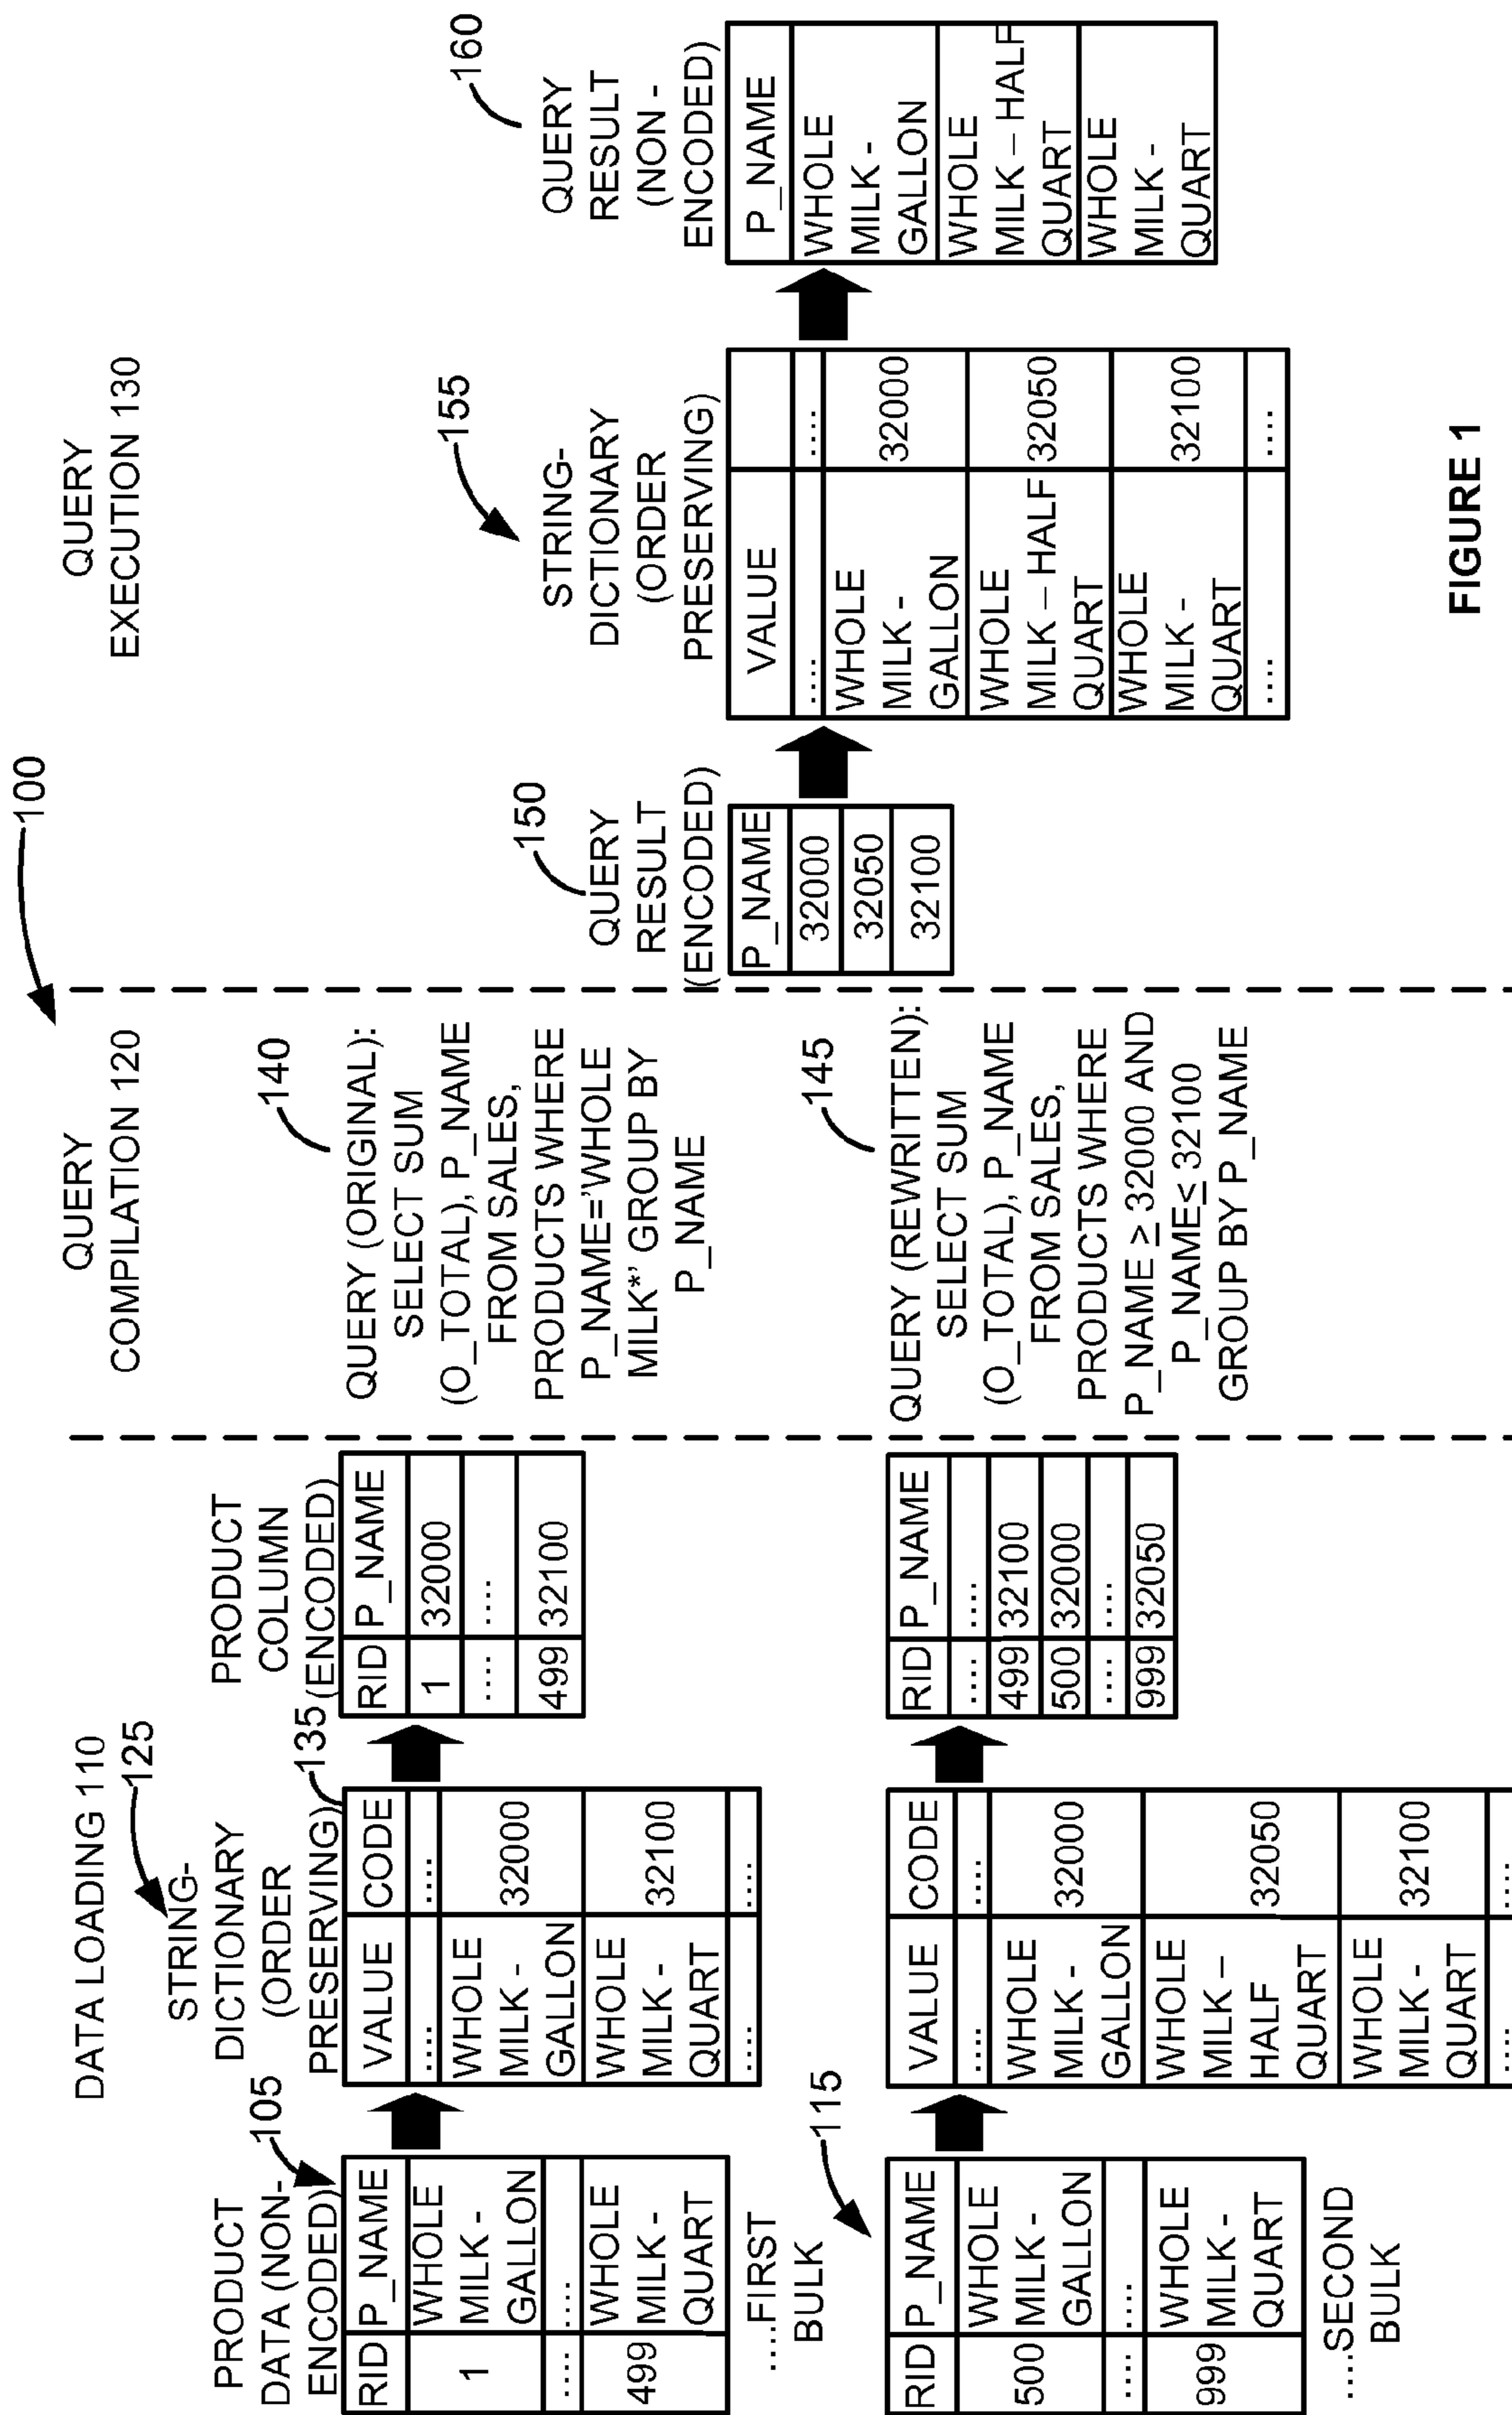 100
DATA LOADING 110
QUERY
COMPILATION 120
QUERY
EXECUTION 130
PRODUCT
DATA (NON-
ENCODED)
105
RID P_NAME
1 WHOLE
MILK -
GALLON
.... ....
499 WHOLE
MILK -
QUART
....FIRST
BULK
125
STRING-
DICTIONARY
(ORDER
PRESERVING)
135
VALUE CODE
.... ....
WHOLE
MILK - 32000
GALLON
WHOLE
MILK - 32100
QUART
.... ....
PRODUCT
COLUMN
(ENCODED)
RID P_NAME
1 32000
.... ....
499 32100
115
RID P_NAME
500 WHOLE
MILK -
GALLON
.... ....
999 WHOLE
MILK -
QUART
....SECOND
BULK
VALUE CODE
.... ....
WHOLE
MILK - 32000
GALLON
WHOLE
MILK – 32050
HALF
QUART
WHOLE
MILK - 32100
QUART
.... ....
RID P_NAME
.... ....
499 32100
500 32000
.... ....
999 32050
140
QUERY (ORIGINAL):
SELECT SUM
(O_TOTAL), P_NAME
FROM SALES,
PRODUCTS WHERE
P_NAME='WHOLE
MILK*' GROUP BY
P_NAME
145
QUERY (REWRITTEN):
SELECT SUM
(O_TOTAL), P_NAME
FROM SALES,
PRODUCTS WHERE
P_NAME ≥ 32000 AND
P_NAME≤ 32100
GROUP BY P_NAME
150
QUERY
RESULT
(ENCODED)
P_NAME
32000
32050
32100
155
STRING-
DICTIONARY
(ORDER
PRESERVING)
VALUE
.... ....
WHOLE
MILK - 32000
GALLON
WHOLE
MILK – HALF 32050
QUART
WHOLE
MILK - 32100
QUART
.... ....
160
QUERY
RESULT
(NON -
ENCODED)
P_NAME
WHOLE
MILK -
GALLON
WHOLE
MILK – HALF
QUART
WHOLE
MILK -
QUART
FIGURE 1